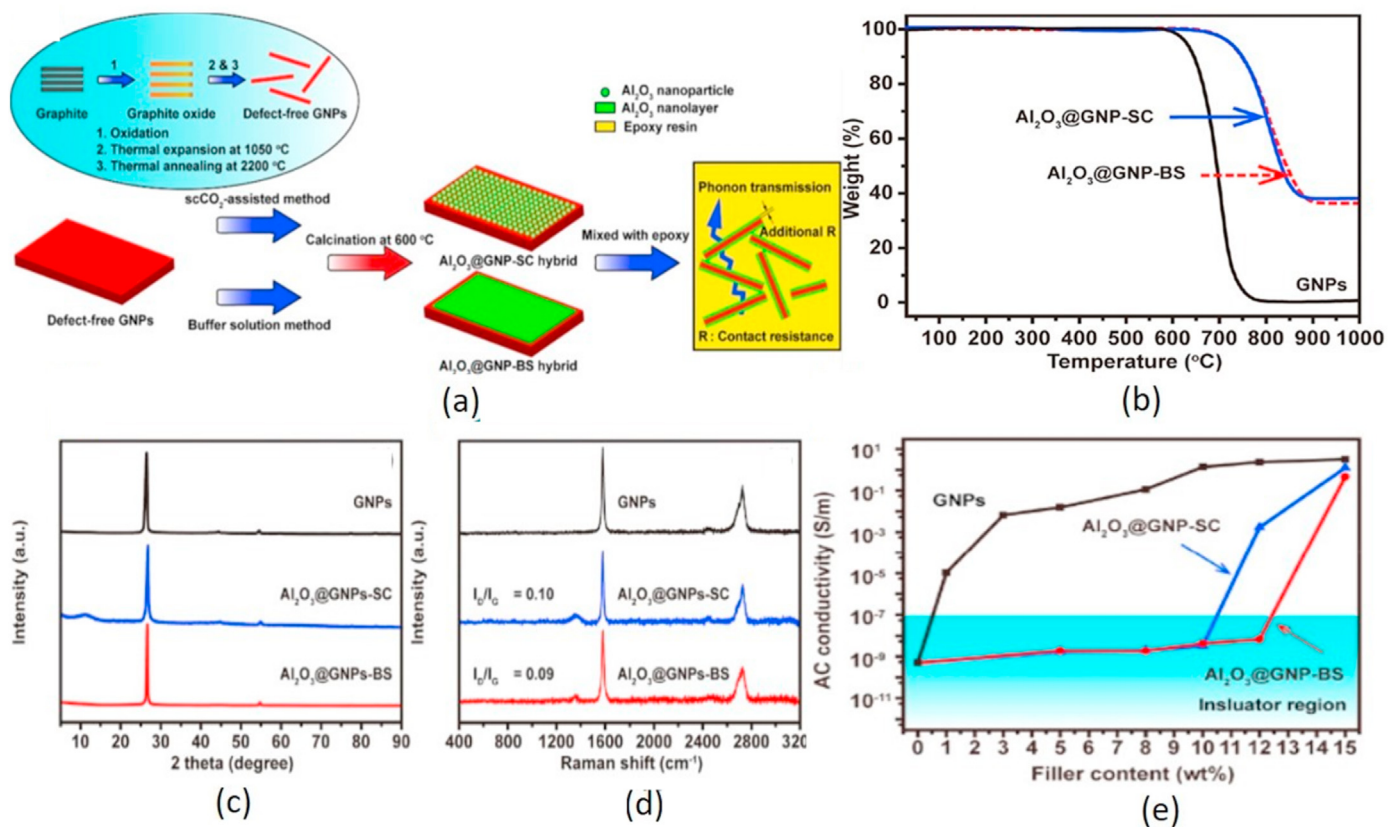 1
2 & 3
Graphite
Graphite oxide
Defect-free GNPs
1. Oxidation
2. Thermal expansion at 1050 °C
3. Thermal annealing at 2200 °C
Al₂O₃ nanoparticle
Al₂O₃ nanolayer
Epoxy resin
scCO₂-assisted method
Calcination at 600 °C
Defect-free GNPs
Buffer solution method
Al₂O₃@GNP-SC hybrid
Al₃O₃@GNP-BS hybrid
Mixed with epoxy
Phonon transmission
Additional R
R : Contact resistance
(a)
Weight (%)
100
80
60
40
20
0
Al₂O₃@GNP-SC
Al₂O₃@GNP-BS
GNPs
100 200 300 400 500 600 700 800 900 1000
Temperature (°C)
(b)
Intensity (a.u.)
GNPs
Al₂O₃@GNPs-SC
Al₂O₃@GNPs-BS
10 20 30 40 50 60 70 80 90
2 theta (degree)
(c)
Intensity (a.u.)
GNPs
I_D/I_G = 0.10 Al₂O₃@GNPs-SC
I_D/I_G = 0.09 Al₂O₃@GNPs-BS
400 800 1200 1600 2000 2400 2800 320
Raman shift (cm⁻¹)
(d)
AC conductivity (S/m)
10¹
10⁻¹
10⁻³
10⁻⁵
10⁻⁷
10⁻⁹
10⁻¹¹
GNPs
Al₂O₃@GNP-SC
Al₂O₃@GNP-BS
Insluator region
0 1 2 3 4 5 6 7 8 9 10 11 12 13 14 15
Filler content (wt%)
(e)